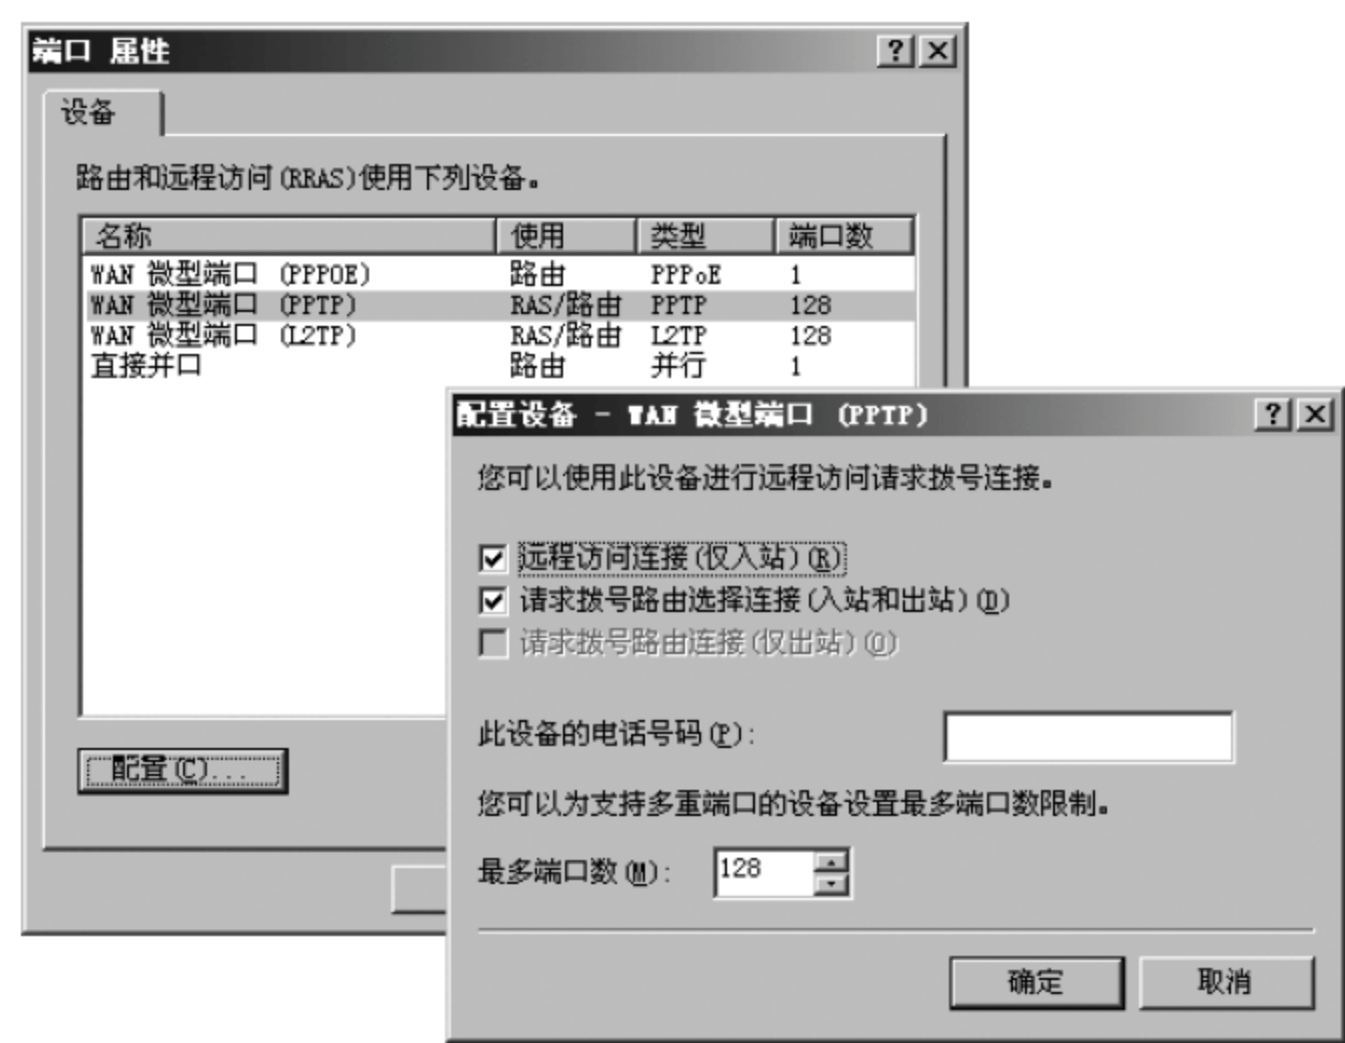 端口 属性
设备
路由和远程访问(RRAS)使用下列设备。
名称 使用 类型 端口数
WAN 微型端口 (PPPOE) 路由 PPPoE 1
WAN 微型端口 (PPTP) RAS/路由 PPTP 128
WAN 微型端口 (L2TP) RAS/路由 L2TP 128
直接并口 路由 并行 1
配置(C)...
配置设备 - WAN 微型端口 (PPTP)
您可以使用此设备进行远程访问请求拨号连接。
远程访问连接(仅入站)(R)
请求拨号路由选择连接(入站和出站)(D)
请求拨号路由连接(仅出站)(O)
此设备的电话号码(P):
您可以为支持多重端口的设备设置最多端口数限制。
最多端口数(M): 128
确定 取消